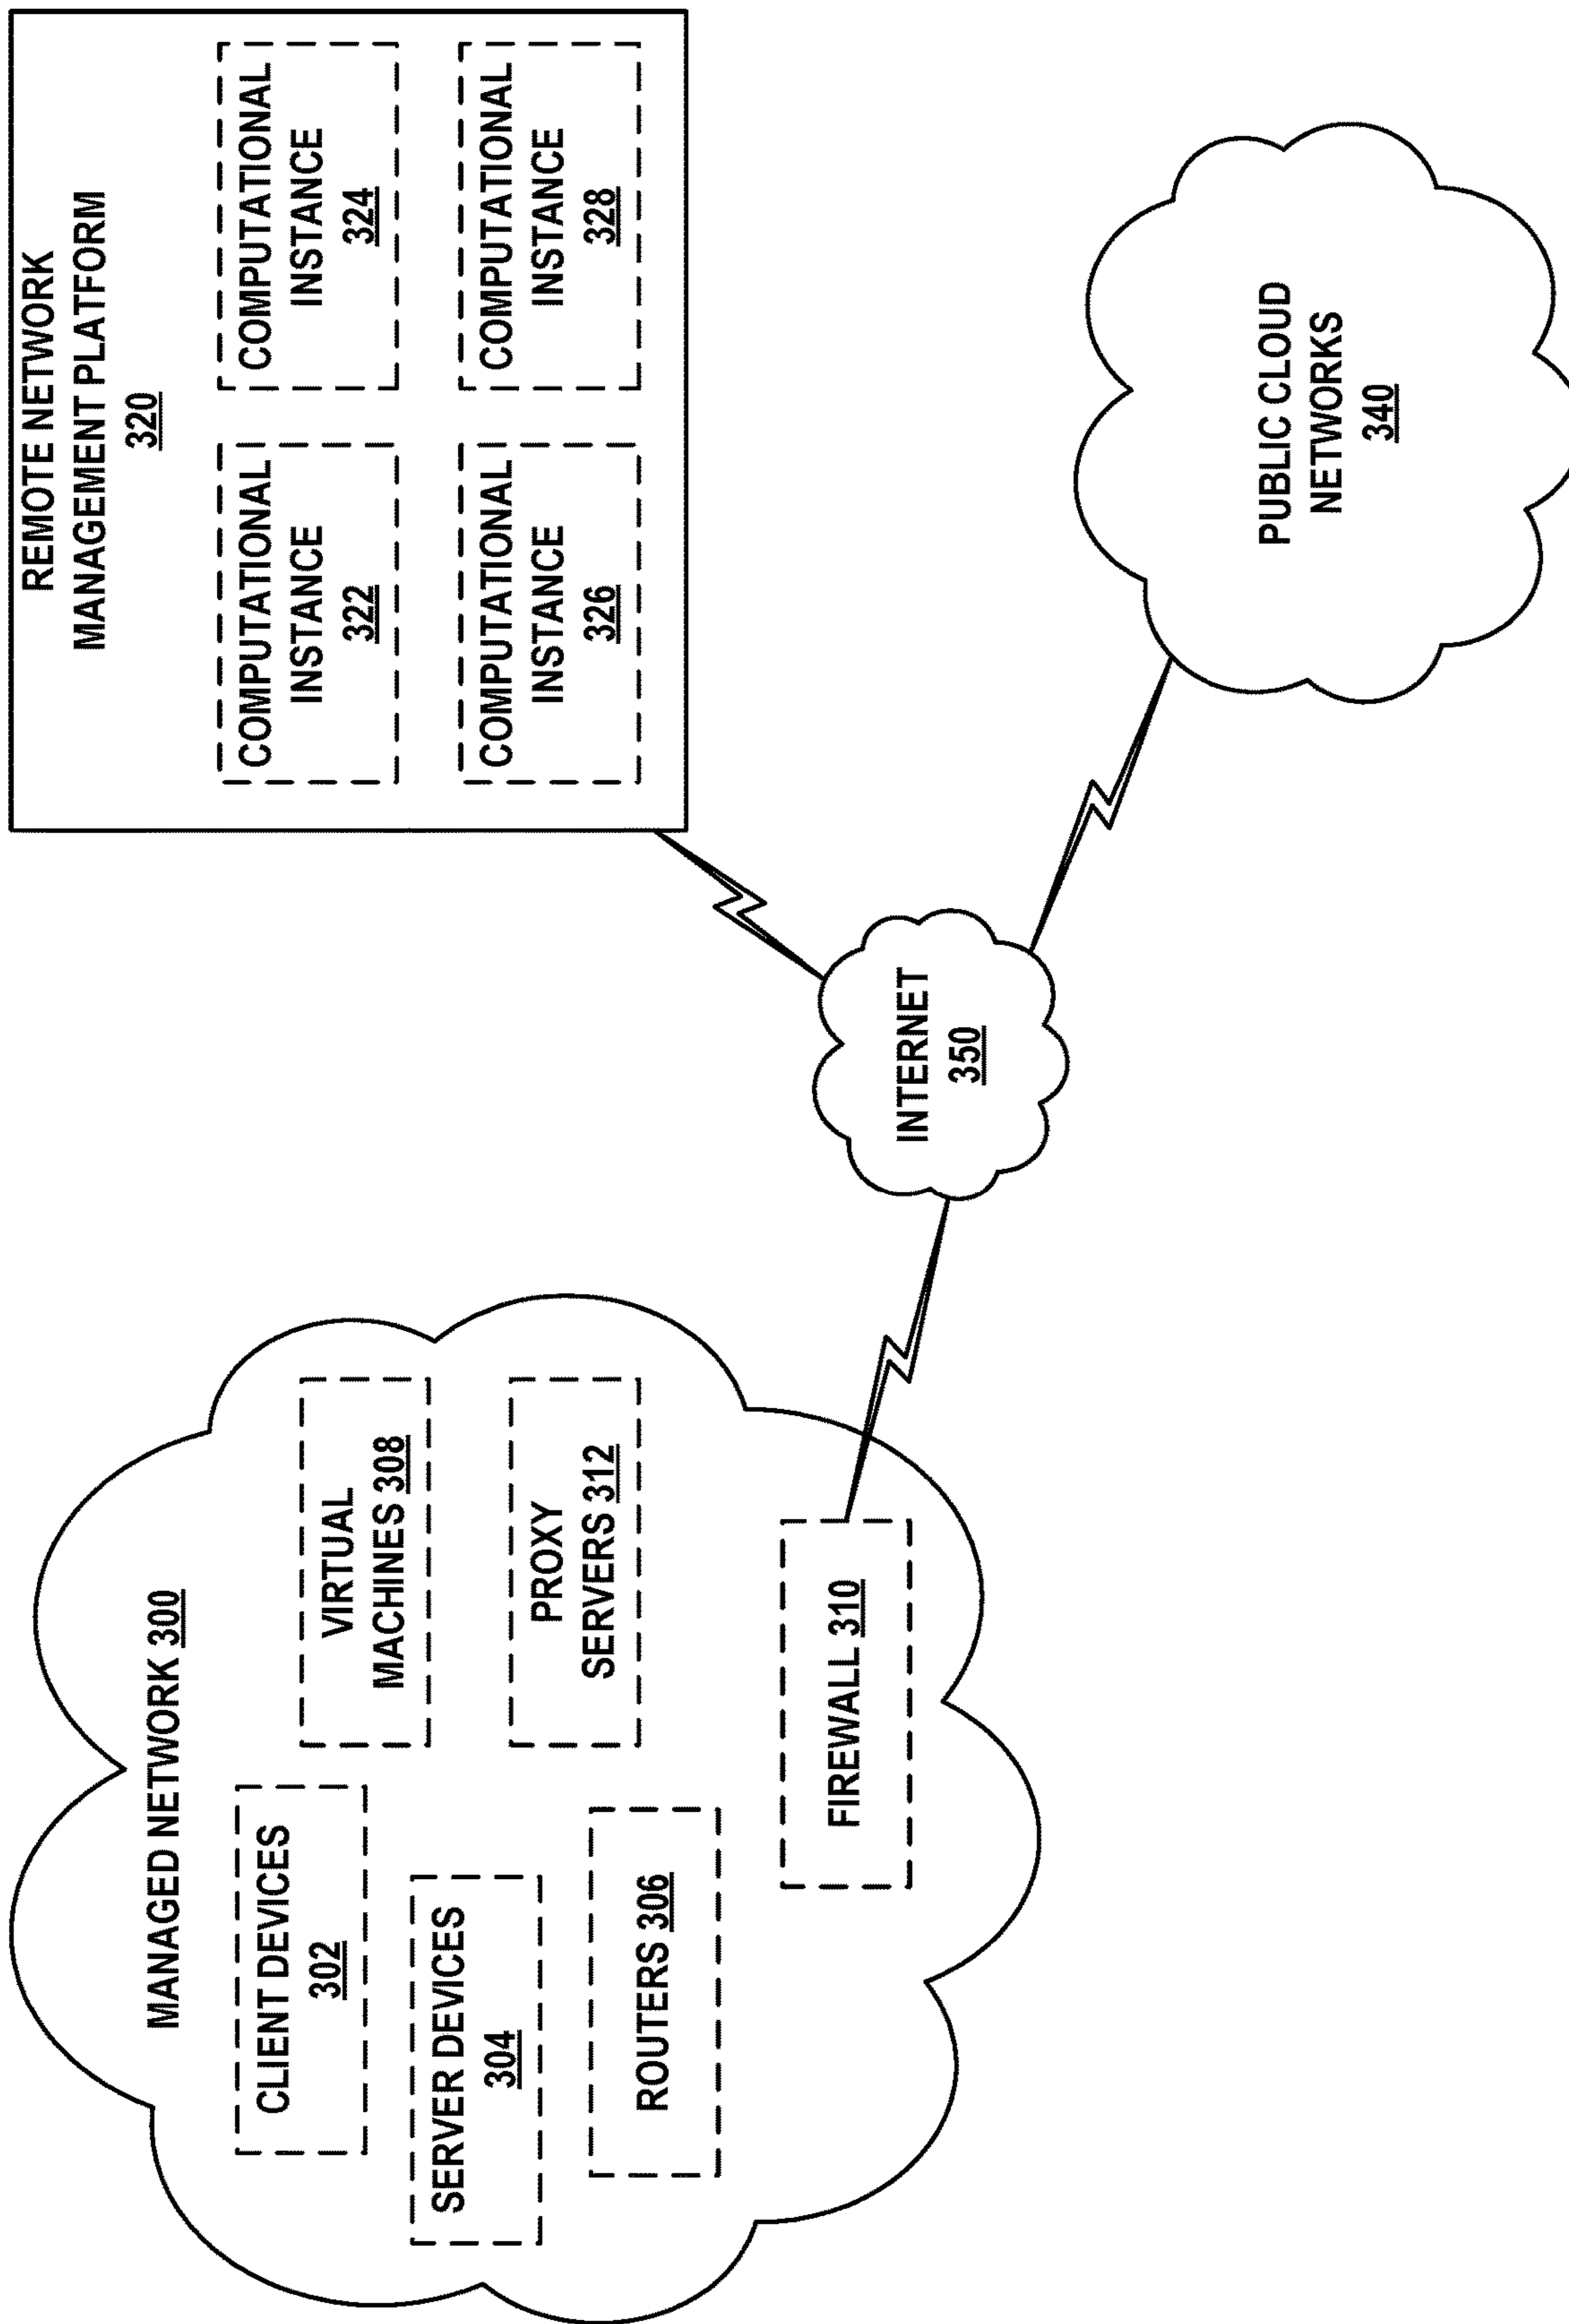 MANAGED NETWORK 300
CLIENT DEVICES
302
SERVER DEVICES
304
ROUTERS 306
VIRTUAL
MACHINES 308
PROXY
SERVERS 312
FIREWALL 310
INTERNET
350
REMOTE NETWORK
MANAGEMENT PLATFORM
320
COMPUTATIONAL
INSTANCE
322
COMPUTATIONAL
INSTANCE
324
COMPUTATIONAL
INSTANCE
326
COMPUTATIONAL
INSTANCE
328
PUBLIC CLOUD
NETWORKS
340